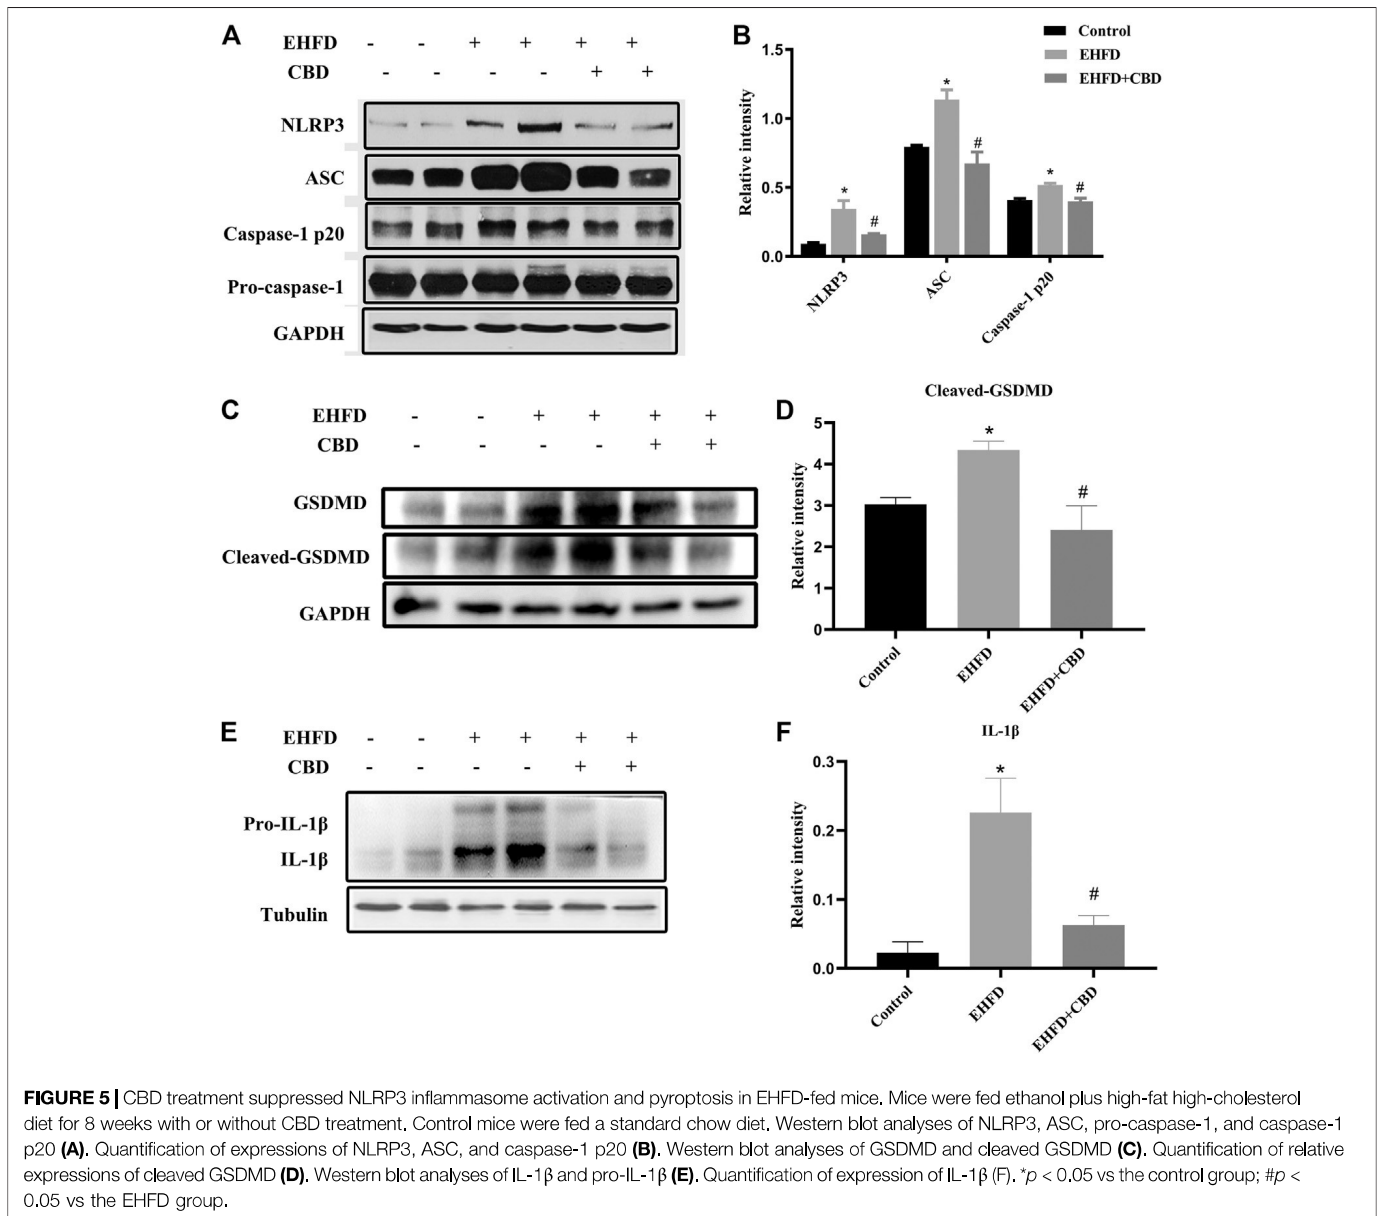 A
EHFD - - + + + +
CBD - - - - + +
NLRP3
ASC
Caspase-1 p20
Pro-caspase-1
GAPDH
B
Control
EHFD
EHFD+CBD
Relative intensity
1.5
1.0
0.5
0.0
* # * # * #
NLRP3 ASC Caspase-1 p20
C
EHFD - - + + + +
CBD - - - - + +
GSDMD
Cleaved-GSDMD
GAPDH
D
Cleaved-GSDMD
Relative intensity
5
4
3
2
1
0
* #
Control EHFD EHFD+CBD
E
EHFD - - + + + +
CBD - - - - + +
Pro-IL-1β
IL-1β
Tubulin
F
IL-1β
Relative intensity
0.3
0.2
0.1
0.0
* #
Control EHFD EHFD+CBD
FIGURE 5 | CBD treatment suppressed NLRP3 inflammasome activation and pyroptosis in EHFD-fed mice. Mice were fed ethanol plus high-fat high-cholesterol
diet for 8 weeks with or without CBD treatment. Control mice were fed a standard chow diet. Western blot analyses of NLRP3, ASC, pro-caspase-1, and caspase-1
p20 (A). Quantification of expressions of NLRP3, ASC, and caspase-1 p20 (B). Western blot analyses of GSDMD and cleaved GSDMD (C). Quantification of relative
expressions of cleaved GSDMD (D). Western blot analyses of IL-1β and pro-IL-1β (E). Quantification of expression of IL-1β (F). *p < 0.05 vs the control group; #p <
0.05 vs the EHFD group.